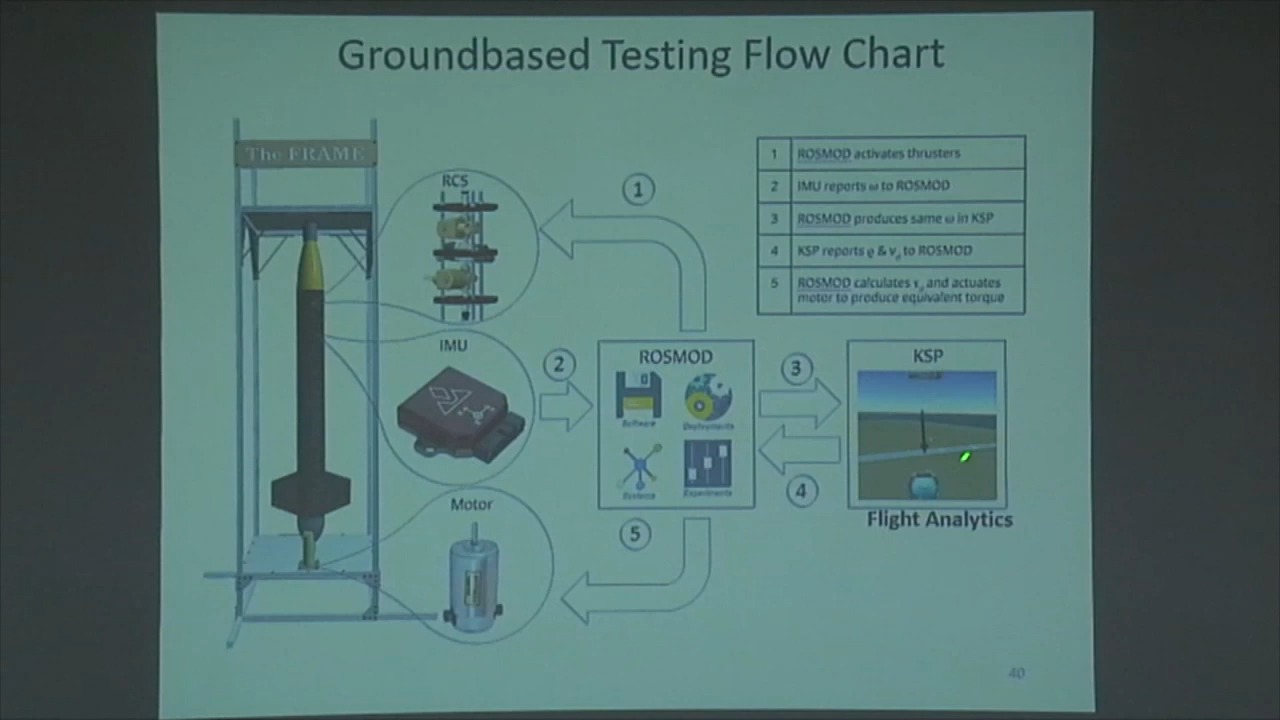 Groundbased Testing Flow Chart
The FRAME
RCS
1
1 ROSMOD activates thrusters
2 IMU reports ω to ROSMOD
3 ROSMOD produces same ω in KSP
4 KSP reports ϱ & v_d to ROSMOD
5 ROSMOD calculates τ_d and actuates
motor to produce equivalent torque
IMU
2
ROSMOD
3
KSP
Software
Deployments
Systems
Experiments
4
Flight Analytics
Motor
5
40